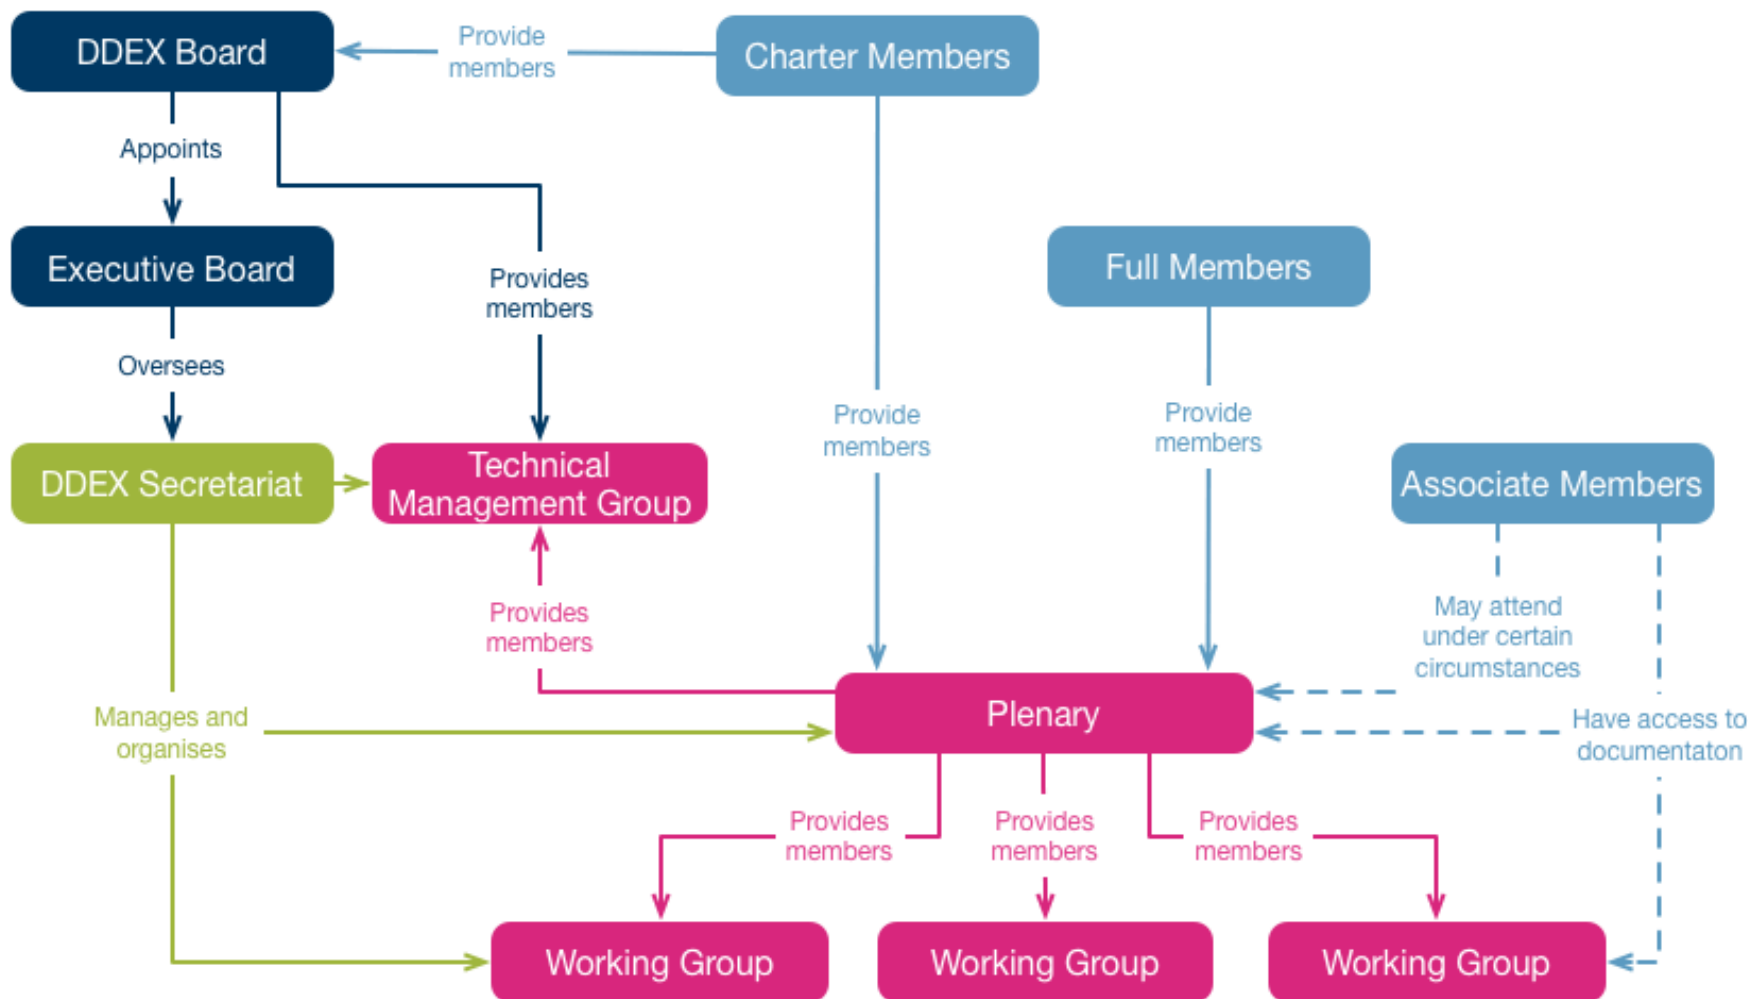 DDEX Board
Provide
members
Charter Members
Appoints
Executive Board
Provides
members
Full Members
Oversees
Provide
members
Provide
members
DDEX Secretariat
Technical
Management Group
Associate Members
Provides
members
May attend
under certain
circumstances
Manages and
organises
Plenary
Have access to
documentaton
Provides
members
Provides
members
Provides
members
Working Group
Working Group
Working Group